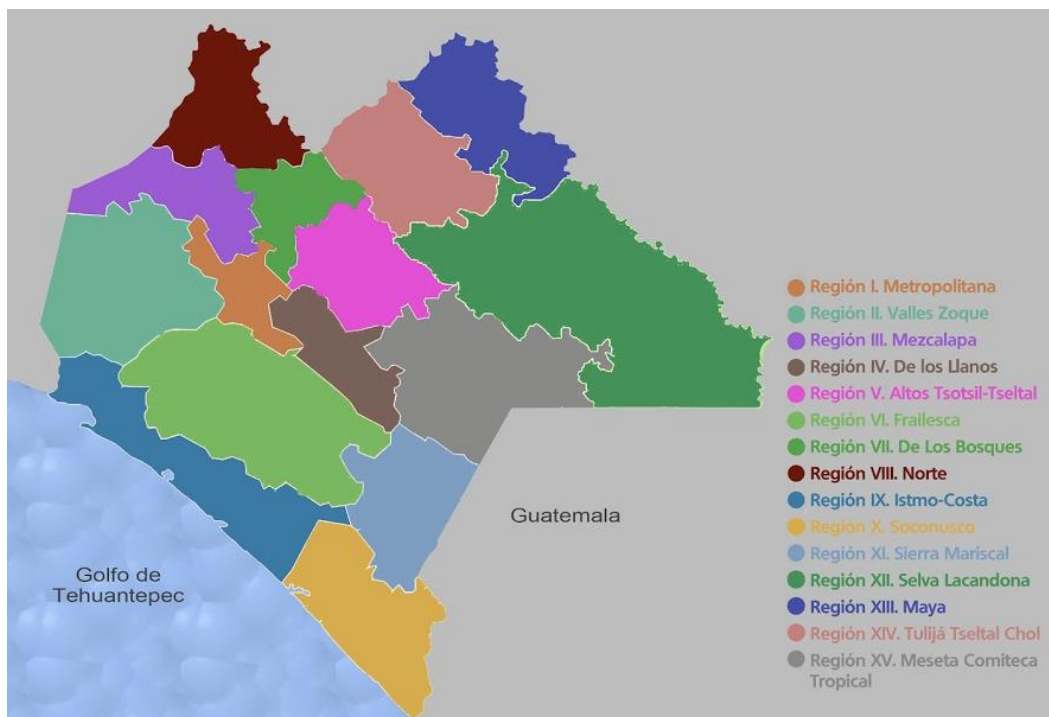 Región I. Metropolitana
Región II. Valles Zoque
Región III. Mezcalapa
Región IV. De los Llanos
Región V. Altos Tsotsil-Tseltal
Región VI. Frailesca
Región VII. De Los Bosques
Región VIII. Norte
Región IX. Istmo-Costa
Región X. Soconusco
Región XI. Sierra Mariscal
Región XII. Selva Lacandona
Región XIII. Maya
Región XIV. Tulijá Tseltal Chol
Región XV. Meseta Comiteca
Tropical
Guatemala
Golfo de
Tehuantepec